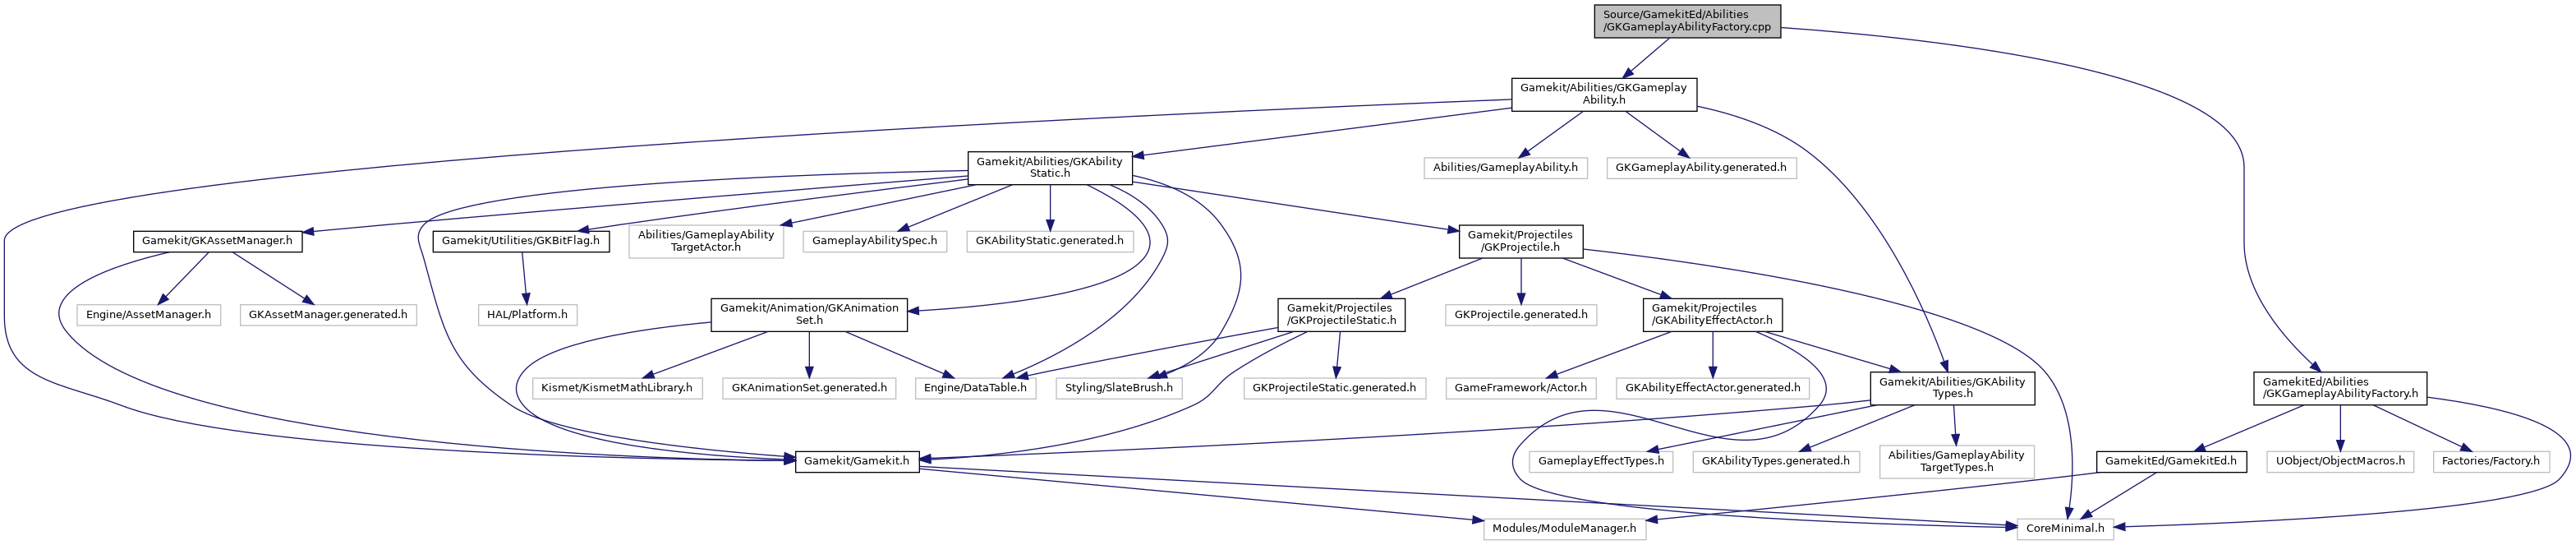 Source/GamekitEd/Abilities
/GKGameplayAbilityFactory.cpp
Gamekit/Abilities/GKGameplay
Ability.h
Gamekit/Abilities/GKAbility
Static.h
Abilities/GameplayAbility.h
GKGameplayAbility.generated.h
Gamekit/GKAssetManager.h
Gamekit/Utilities/GKBitFlag.h
Abilities/GameplayAbility
TargetActor.h
GameplayAbilitySpec.h
GKAbilityStatic.generated.h
Gamekit/Projectiles
/GKProjectile.h
Engine/AssetManager.h
GKAssetManager.generated.h
HAL/Platform.h
Gamekit/Animation/GKAnimation
Set.h
Gamekit/Projectiles
/GKProjectileStatic.h
GKProjectile.generated.h
Gamekit/Projectiles
/GKAbilityEffectActor.h
Kismet/KismetMathLibrary.h
GKAnimationSet.generated.h
Engine/DataTable.h
Styling/SlateBrush.h
GKProjectileStatic.generated.h
GameFramework/Actor.h
GKAbilityEffectActor.generated.h
Gamekit/Abilities/GKAbility
Types.h
GamekitEd/Abilities
/GKGameplayAbilityFactory.h
Gamekit/Gamekit.h
GameplayEffectTypes.h
GKAbilityTypes.generated.h
Abilities/GameplayAbility
TargetTypes.h
GamekitEd/GamekitEd.h
UObject/ObjectMacros.h
Factories/Factory.h
Modules/ModuleManager.h
CoreMinimal.h